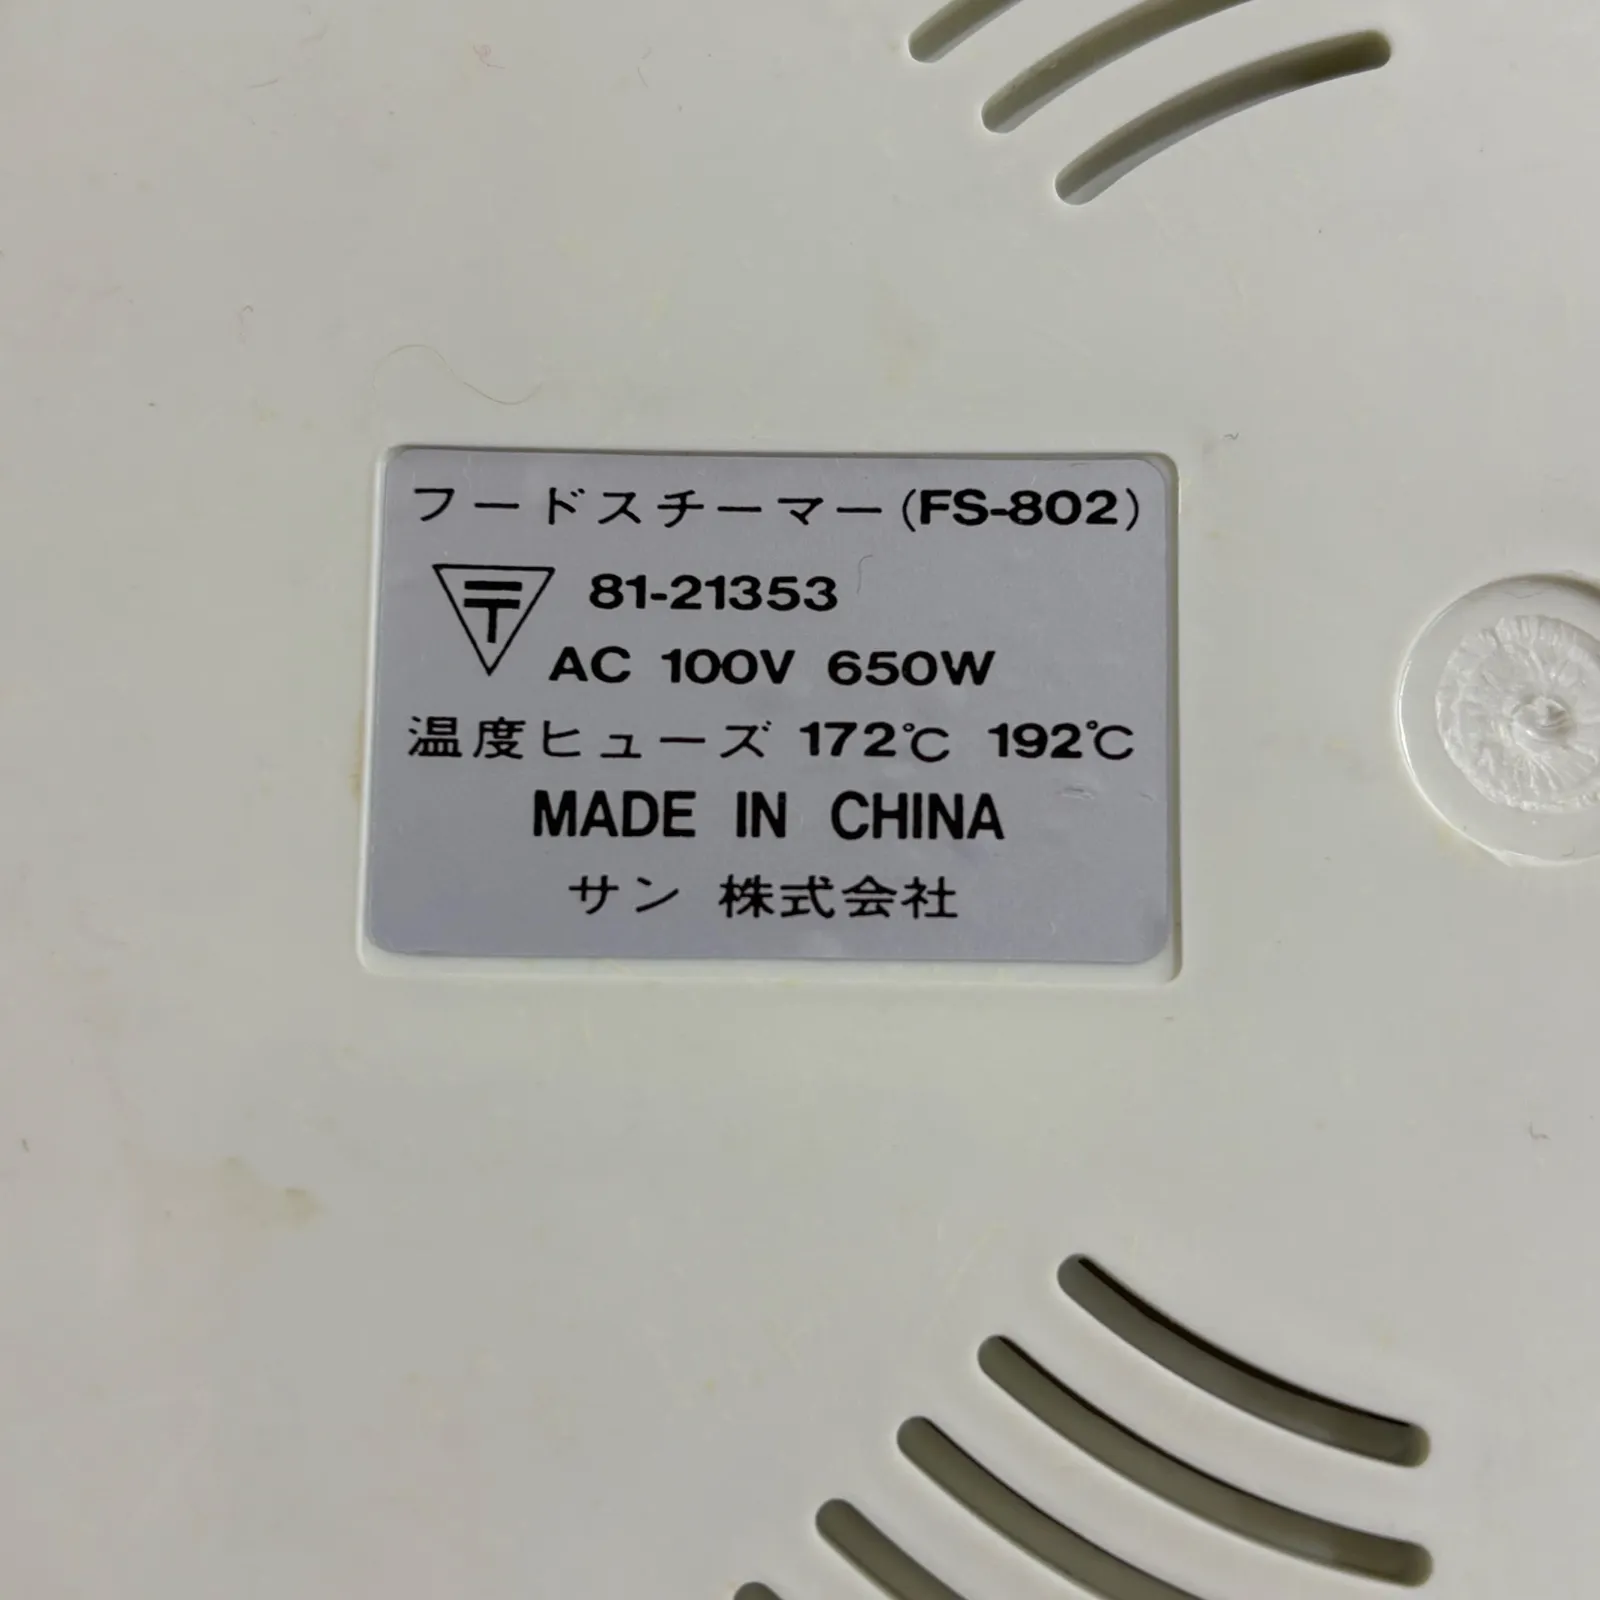 フードスチーマー(FS-802)
〒 81-21353
AC 100V 650W
温度ヒューズ 172℃ 192℃
MADE IN CHINA
サン 株式会社